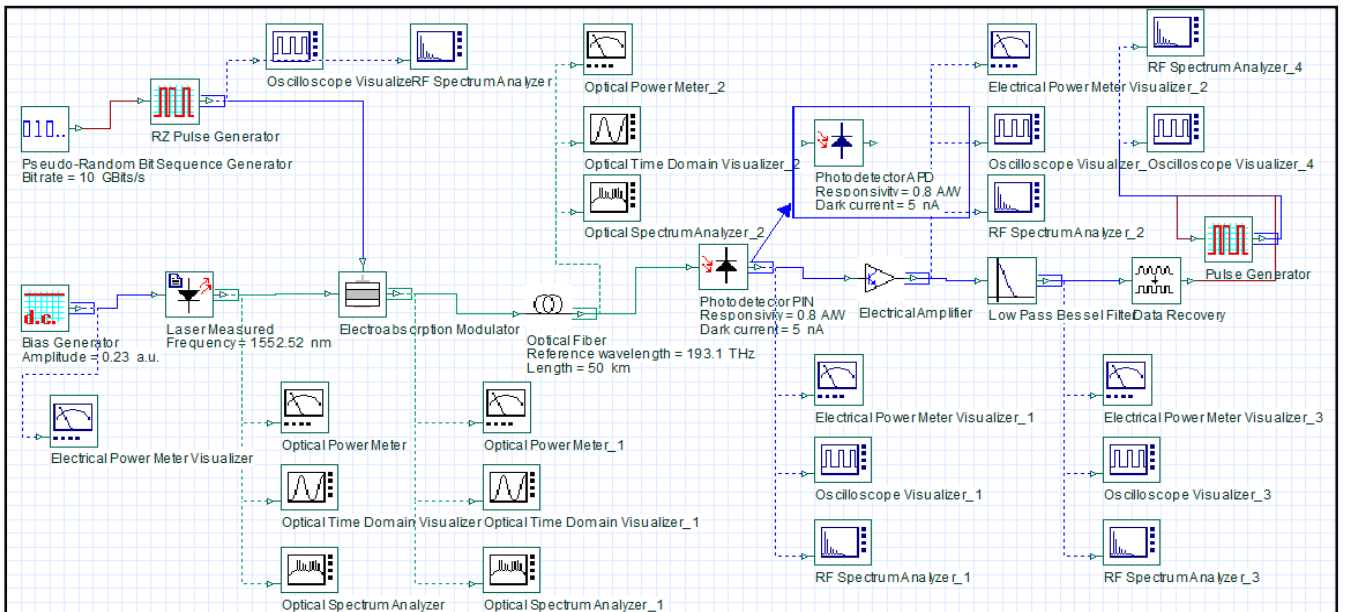 Oscilloscope Visualize
RF Spectrum Analyzer
010..
RZ Pulse Generator
Pseudo-Random Bit Sequence Generator
Bitrate = 10 GBits/s
Optical Power Meter_2
Optical Time Domain Visualizer_2
Optical Spectrum Analyzer_2
Photodetector APD
Responsivity = 0.8 A/W
Dark current = 5 nA
Electrical Power Meter Visualizer_2
Oscilloscope Visualizer_
RF Spectrum Analyzer_2
RF Spectrum Analyzer_4
Oscilloscope Visualizer_4
Pulse Generator
d.c.
Bias Generator
Amplitude = 0.23 a.u.
Laser Measured
Frequency = 1552.52 nm
Electroabsorption Modulator
Optical Fiber
Reference wavelength = 193.1 THz
Length = 50 km
Photodetector PIN
Responsivity = 0.8 A/W
Dark current = 5 nA
Electrical Amplifier
Low Pass Bessel Filter
Data Recovery
Electrical Power Meter Visualizer
Optical Power Meter
Optical Time Domain Visualizer
Optical Spectrum Analyzer
Optical Power Meter_1
Optical Time Domain Visualizer_1
Optical Spectrum Analyzer_1
Electrical Power Meter Visualizer_1
Oscilloscope Visualizer_1
RF Spectrum Analyzer_1
Electrical Power Meter Visualizer_3
Oscilloscope Visualizer_3
RF Spectrum Analyzer_3